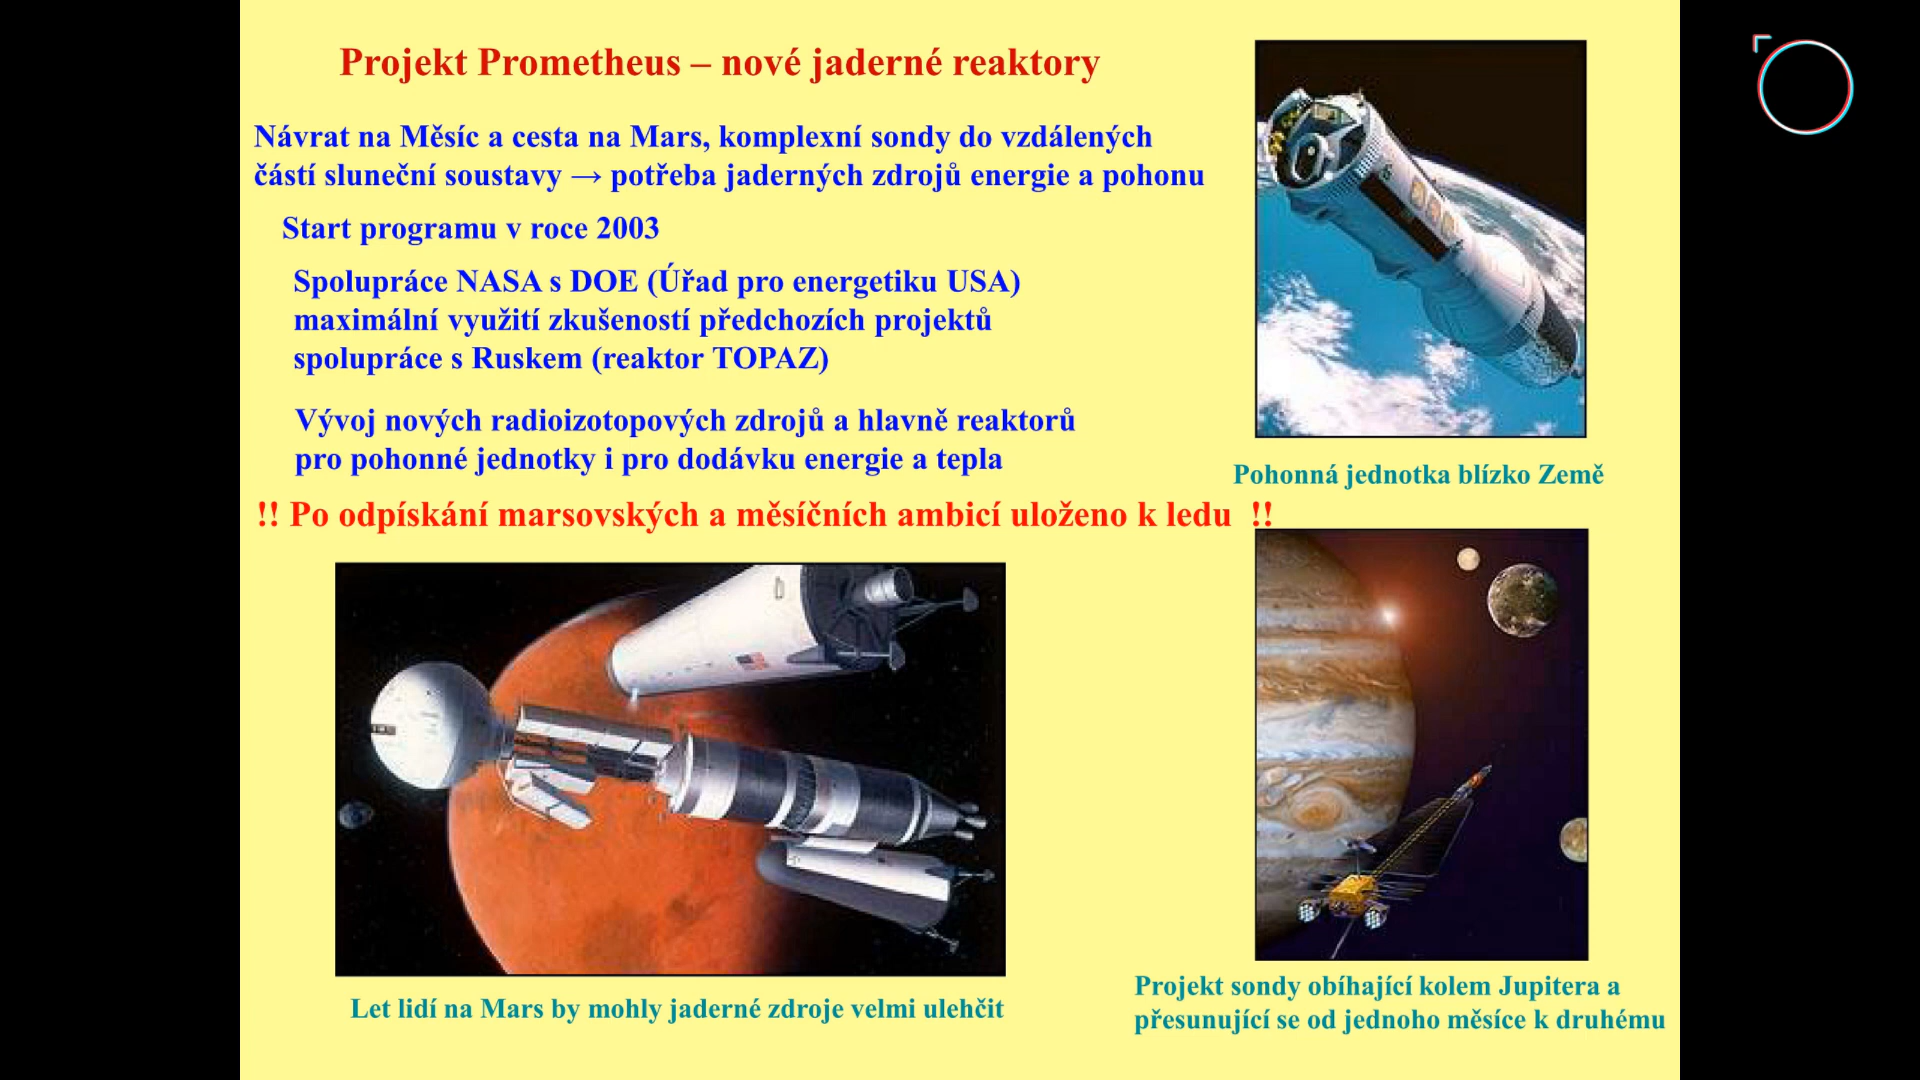 Projekt Prometheus – nové jaderné reaktory
Návrat na Měsíc a cesta na Mars, komplexní sondy do vzdálených
částí sluneční soustavy → potřeba jaderných zdrojů energie a pohonu
Start programu v roce 2003
Spolupráce NASA s DOE (Úřad pro energetiku USA)
maximální využití zkušeností předchozích projektů
spolupráce s Ruskem (reaktor TOPAZ)
Vývoj nových radioizotopových zdrojů a hlavně reaktorů
pro pohonné jednotky i pro dodávku energie a tepla
Pohonná jednotka blízko Země
!! Po odpískání marsovských a měsíčních ambicí uloženo k ledu !!
Let lidí na Mars by mohly jaderné zdroje velmi ulehčit
Projekt sondy obíhající kolem Jupitera a
přesunující se od jednoho měsíce k druhému